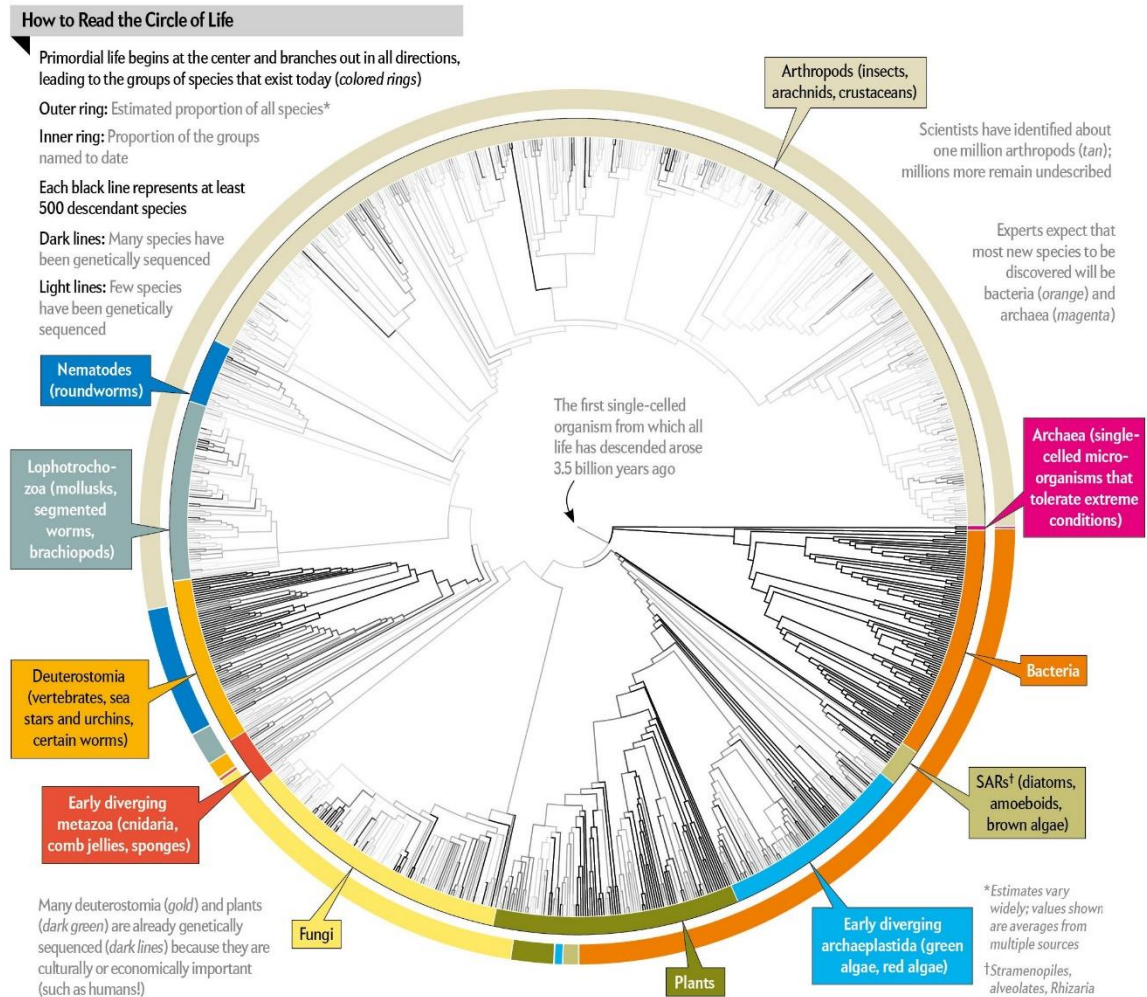 How to Read the Circle of Life
Primordial life begins at the center and branches out in all directions,
leading to the groups of species that exist today (colored rings)
Outer ring: Estimated proportion of all species*
Inner ring: Proportion of the groups
named to date
Each black line represents at least
500 descendant species
Dark lines: Many species have
been genetically sequenced
Light lines: Few species
have been genetically
sequenced
Arthropods (insects,
arachnids, crustaceans)
Scientists have identified about
one million arthropods (tan);
millions more remain undescribed
Experts expect that
most new species to be
discovered will be
bacteria (orange) and
archaea (magenta)
Nematodes
(roundworms)
The first single-celled
organism from which all
life has descended arose
3.5 billion years ago
Archaea (single-
celled micro-
organisms that
tolerate extreme
conditions)
Lophotrocho-
zoa (mollusks,
segmented
worms,
brachiopods)
Bacteria
Deuterostomia
(vertebrates, sea
stars and urchins,
certain worms)
SARs† (diatoms,
amoeboids,
brown algae)
Early diverging
metazoa (cnidaria,
comb jellies, sponges)
Fungi
Plants
Early diverging
archaeplastida (green
algae, red algae)
Many deuterostomia (gold) and plants
(dark green) are already genetically
sequenced (dark lines) because they are
culturally or economically important
(such as humans!)
*Estimates vary
widely; values shown
are averages from
multiple sources
†Stramenopiles,
alveolates, Rhizaria